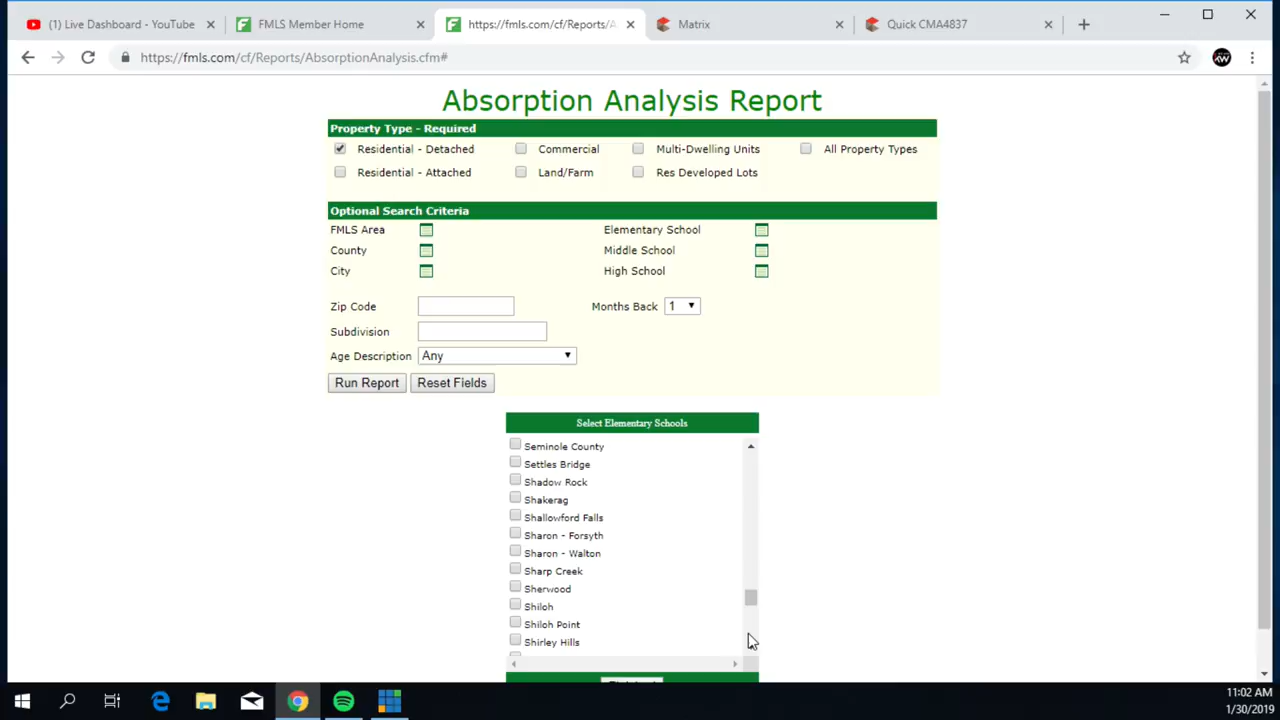 (1) Live Dashboard - YouTube
FMLS Member Home
https://fmls.com/cf/Reports/A
Matrix
Quick CMA4837
https://fmls.com/cf/Reports/AbsorptionAnalysis.cfm#
Absorption Analysis Report
Property Type - Required
Residential - Detached Commercial Multi-Dwelling Units All Property Types
Residential - Attached Land/Farm Res Developed Lots
Optional Search Criteria
FMLS Area Elementary School
County Middle School
City High School
Zip Code Months Back 1
Subdivision
Age Description Any
Run Report Reset Fields
Select Elementary Schools
Seminole County
Settles Bridge
Shadow Rock
Shakerag
Shallowford Falls
Sharon - Forsyth
Sharon - Walton
Sharp Creek
Sherwood
Shiloh
Shiloh Point
Shirley Hills
11:02 AM
1/30/2019